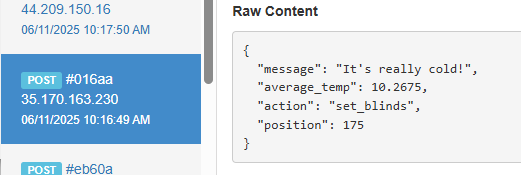 44.209.150.16
06/11/2025 10:17:50 AM
POST #016aa
35.170.163.230
06/11/2025 10:16:49 AM
POST #eb60a
Raw Content
{
  "message": "It's really cold!",
  "average_temp": 10.2675,
  "action": "set_blinds",
  "position": 175
}